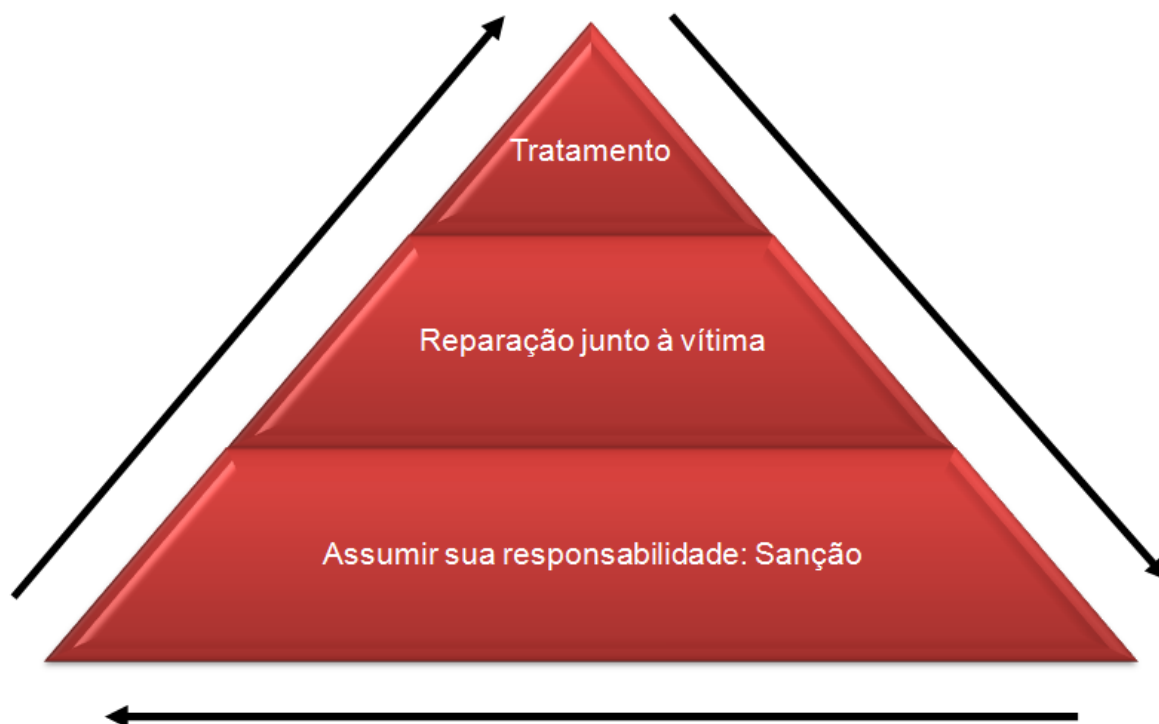 Tratamento
Reparação junto à vítima
Assumir sua responsabilidade: Sanção